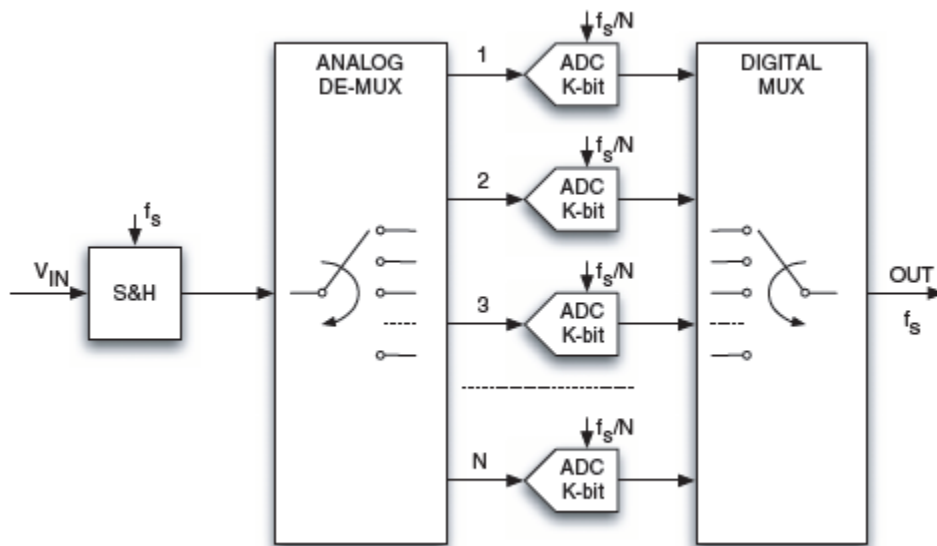 ANALOG
DE-MUX
DIGITAL
MUX
V_IN
f_s
S&H
1
f_s/N
ADC
K-bit
2
f_s/N
ADC
K-bit
3
f_s/N
ADC
K-bit
N
f_s/N
ADC
K-bit
OUT
f_s